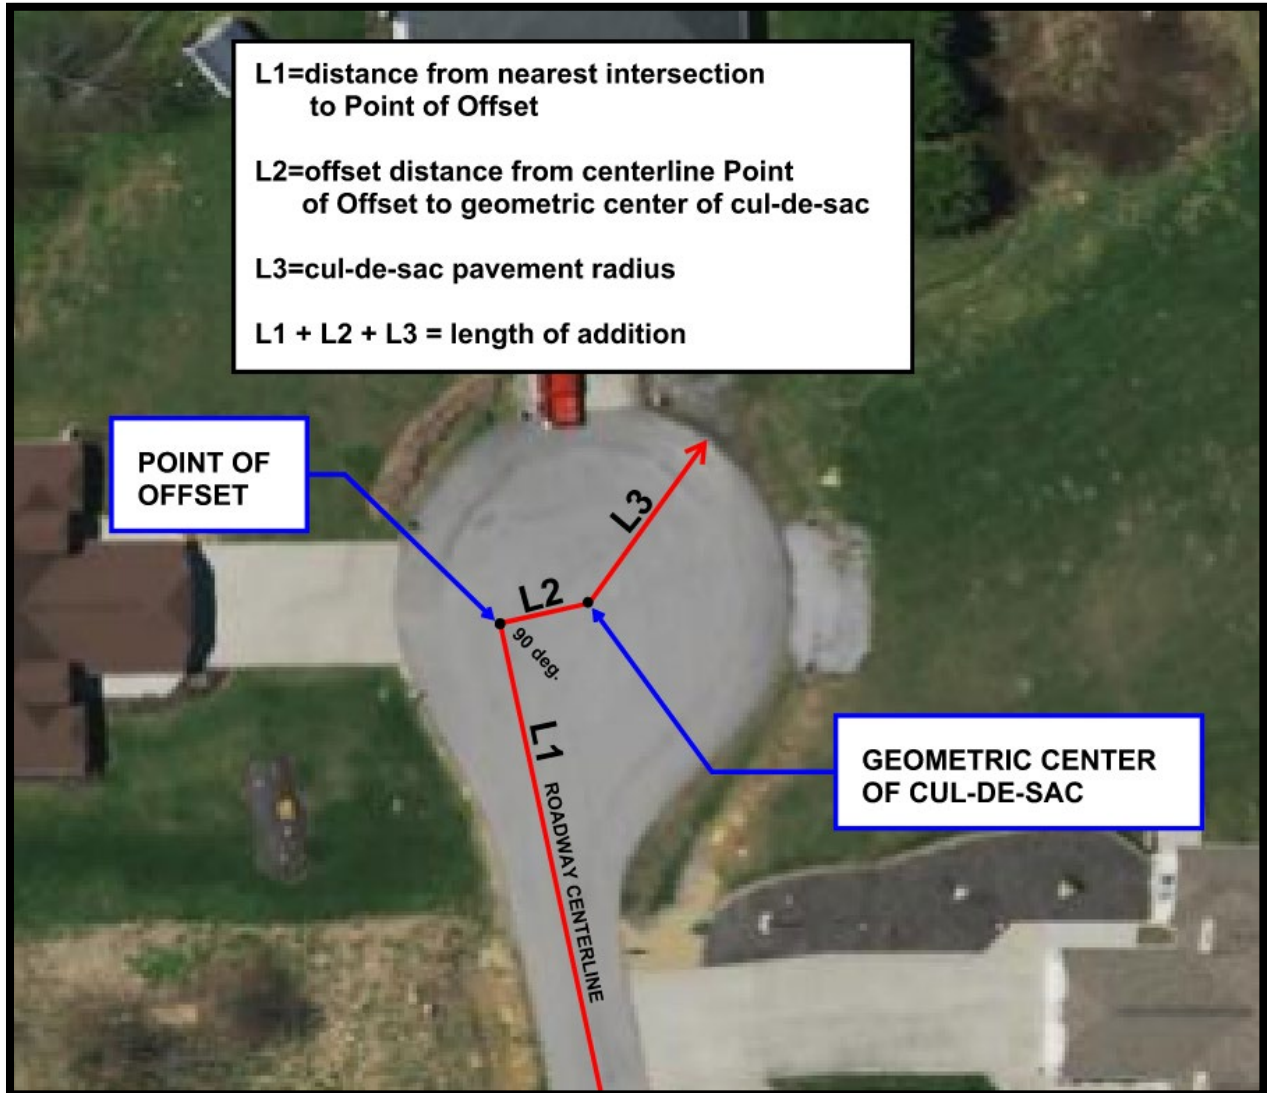 L1=distance from nearest intersection
to Point of Offset
L2=offset distance from centerline Point
of Offset to geometric center of cul-de-sac
L3=cul-de-sac pavement radius
L1 + L2 + L3 = length of addition
POINT OF
OFFSET
L3
L2
90 deg.
L1
ROADWAY CENTERLINE
GEOMETRIC CENTER
OF CUL-DE-SAC